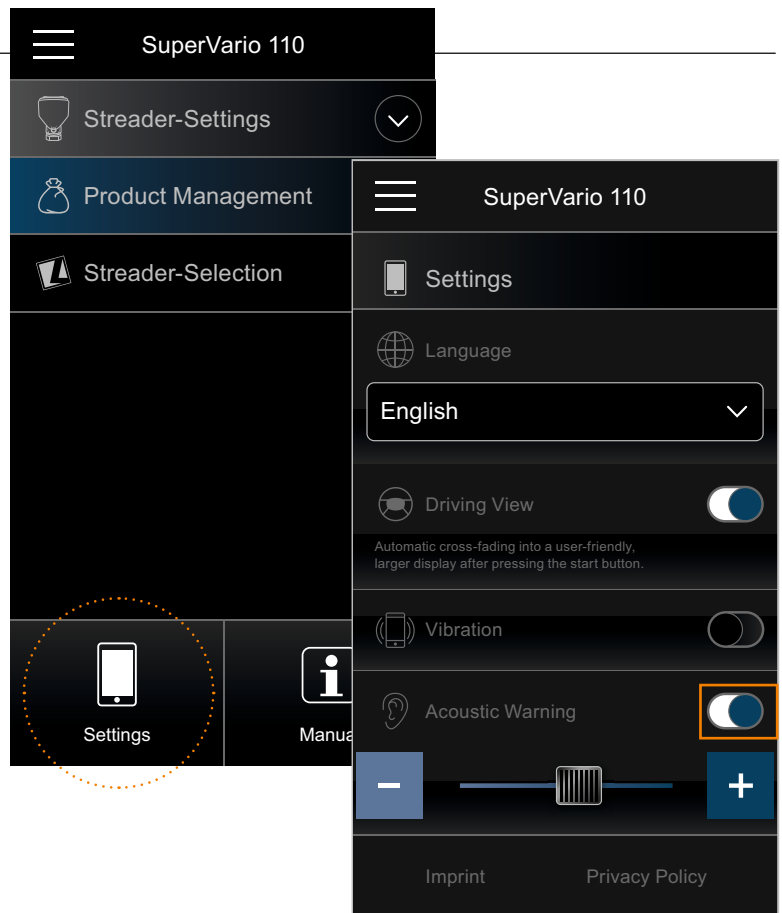 SuperVario 110
Streader-Settings
Product Management
Streader-Selection
Settings
SuperVario 110
Settings
Language
English
Driving View
Automatic cross-fading into a user-friendly,
larger display after pressing the start button.
Vibration
Acoustic Warning
Imprint Privacy Policy